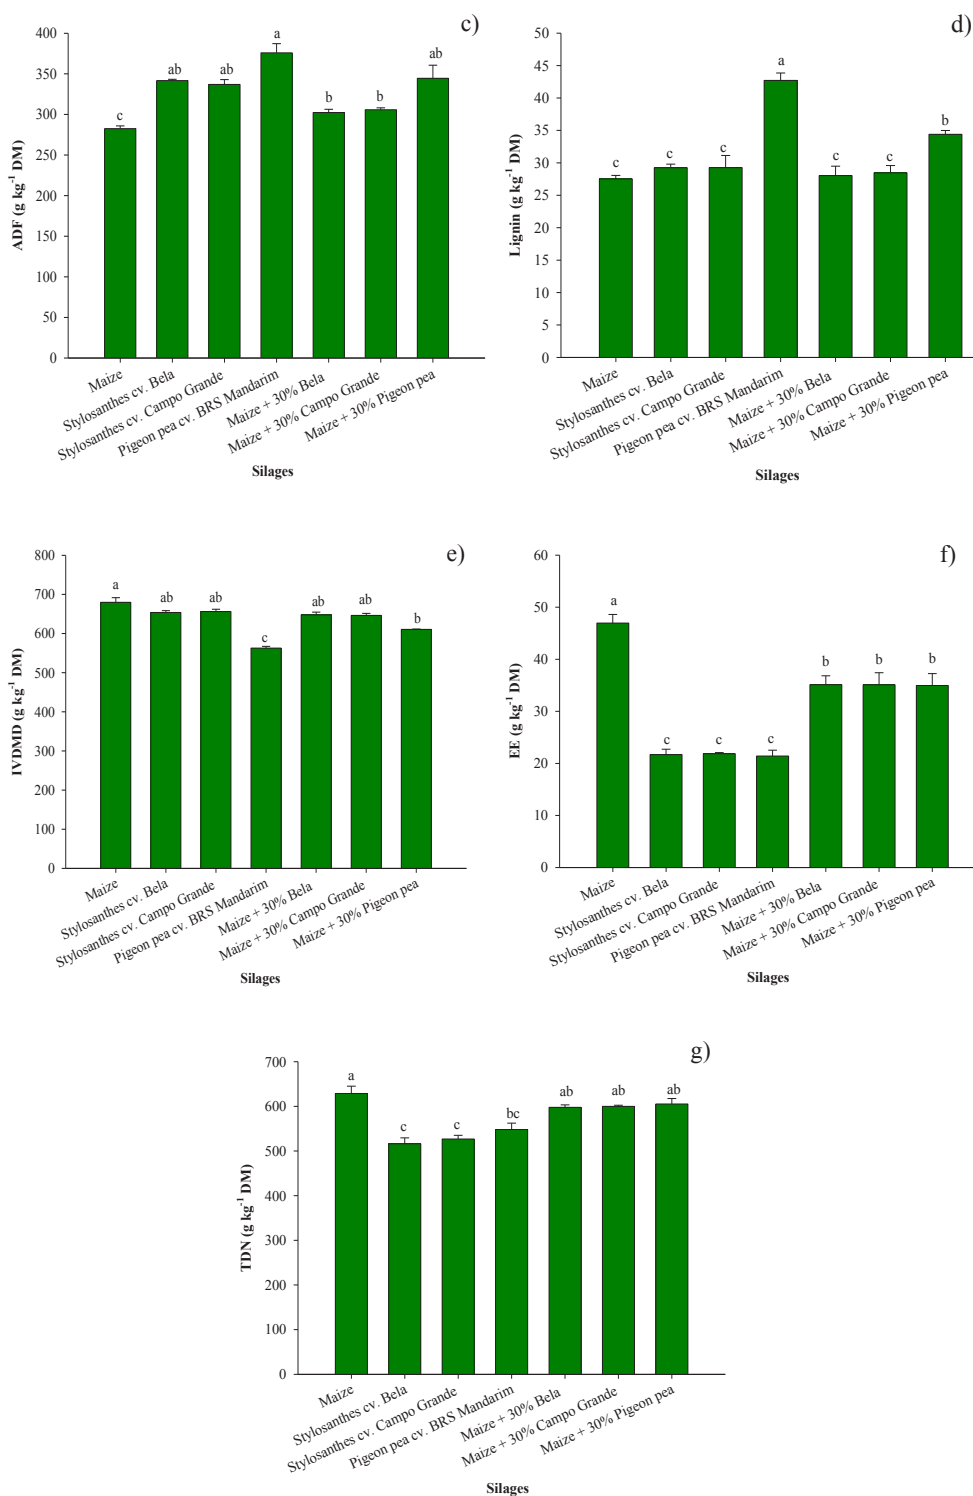 c)
ADF (g kg⁻¹ DM)
400
350
300
250
200
150
100
50
0
c
ab
ab
a
b
b
ab
Maize
Stylosanthes cv. Bela
Stylosanthes cv. Campo Grande
Pigeon pea cv. BRS Mandarim
Maize + 30% Bela
Maize + 30% Campo Grande
Maize + 30% Pigeon pea
Silages
d)
Lignin (g kg⁻¹ DM)
50
45
40
35
30
25
20
15
10
5
0
c
c
c
a
c
c
b
Maize
Stylosanthes cv. Bela
Stylosanthes cv. Campo Grande
Pigeon pea cv. BRS Mandarim
Maize + 30% Bela
Maize + 30% Campo Grande
Maize + 30% Pigeon pea
Silages
e)
IVDMD (g kg⁻¹ DM)
800
700
600
500
400
300
200
100
0
a
ab
ab
c
ab
ab
b
Maize
Stylosanthes cv. Bela
Stylosanthes cv. Campo Grande
Pigeon pea cv. BRS Mandarim
Maize + 30% Bela
Maize + 30% Campo Grande
Maize + 30% Pigeon pea
Silages
f)
EE (g kg⁻¹ DM)
60
50
40
30
20
10
0
a
c
c
c
b
b
b
Maize
Stylosanthes cv. Bela
Stylosanthes cv. Campo Grande
Pigeon pea cv. BRS Mandarim
Maize + 30% Bela
Maize + 30% Campo Grande
Maize + 30% Pigeon pea
Silages
g)
TDN (g kg⁻¹ DM)
700
600
500
400
300
200
100
0
a
c
c
bc
ab
ab
ab
Maize
Stylosanthes cv. Bela
Stylosanthes cv. Campo Grande
Pigeon pea cv. BRS Mandarim
Maize + 30% Bela
Maize + 30% Campo Grande
Maize + 30% Pigeon pea
Silages